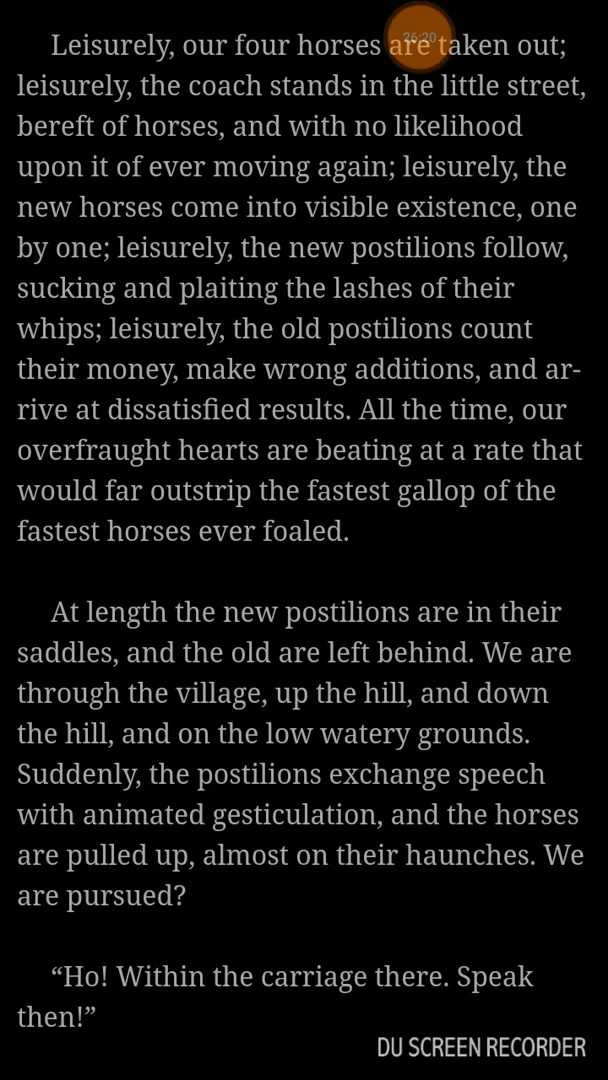 26:20
Leisurely, our four horses are taken out;
leisurely, the coach stands in the little street,
bereft of horses, and with no likelihood
upon it of ever moving again; leisurely, the
new horses come into visible existence, one
by one; leisurely, the new postilions follow,
sucking and plaiting the lashes of their
whips; leisurely, the old postilions count
their money, make wrong additions, and ar-
rive at dissatisfied results. All the time, our
overfraught hearts are beating at a rate that
would far outstrip the fastest gallop of the
fastest horses ever foaled.
At length the new postilions are in their
saddles, and the old are left behind. We are
through the village, up the hill, and down
the hill, and on the low watery grounds.
Suddenly, the postilions exchange speech
with animated gesticulation, and the horses
are pulled up, almost on their haunches. We
are pursued?
“Ho! Within the carriage there. Speak
then!”
DU SCREEN RECORDER